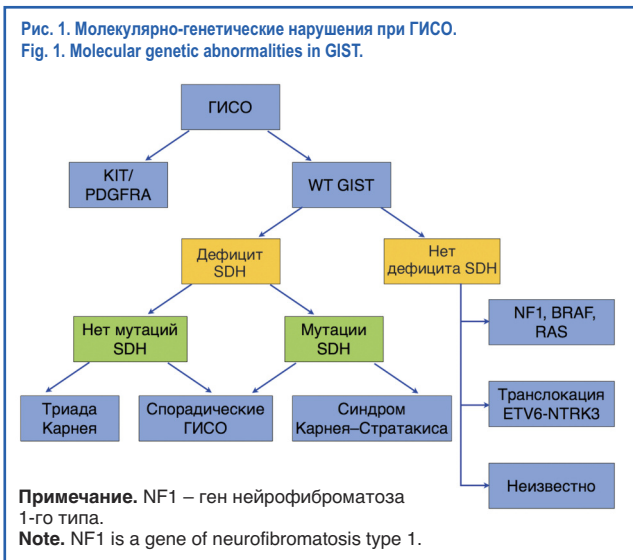 Рис. 1. Молекулярно-генетические нарушения при ГИСО.
Fig. 1. Molecular genetic abnormalities in GIST.
ГИСО
KIT/
PDGFRA
WT GIST
Дефицит
SDH
Нет
дефицита SDH
Нет мутаций
SDH
Мутации
SDH
NF1, BRAF,
RAS
Триада
Карнея
Спорадические
ГИСО
Синдром
Карнея–Стратакиса
Транслокация
ETV6-NTRK3
Неизвестно
Примечание. NF1 – ген нейрофиброматоза
1-го типа.
Note. NF1 is a gene of neurofibromatosis type 1.